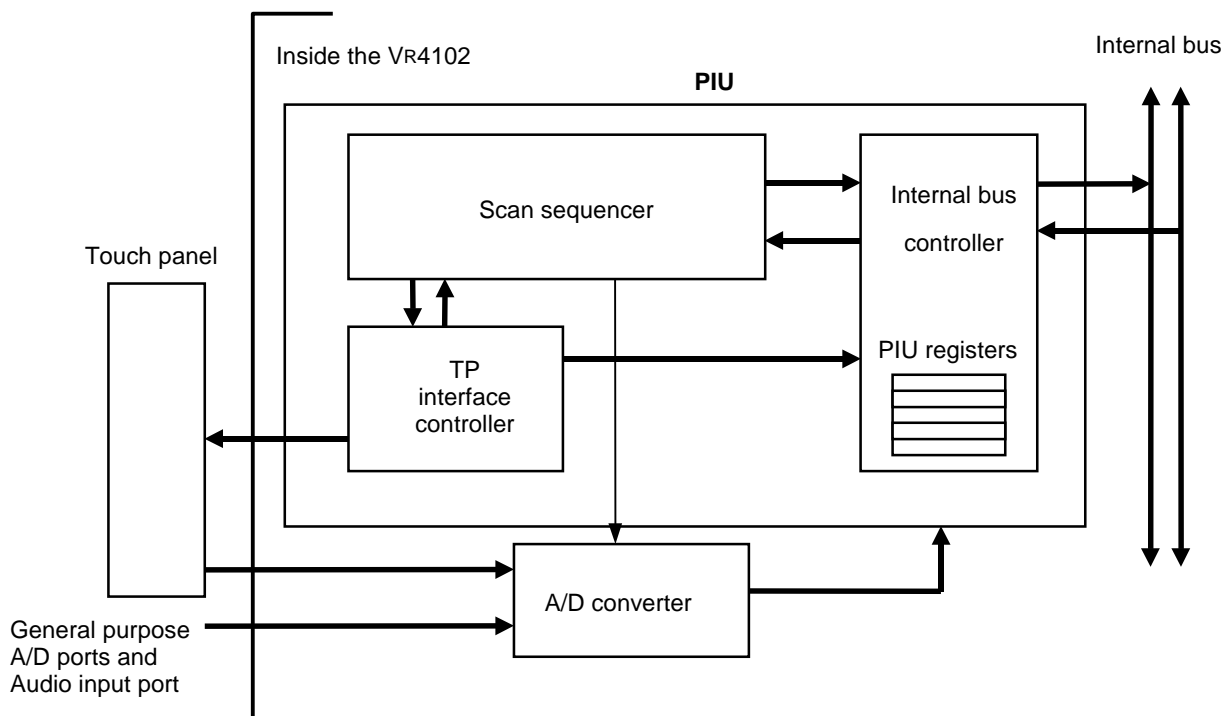 Inside the VR4102
Internal bus
PIU
Scan sequencer
Internal bus
controller
Touch panel
TP
interface
controller
PIU registers
A/D converter
General purpose
A/D ports and
Audio input port